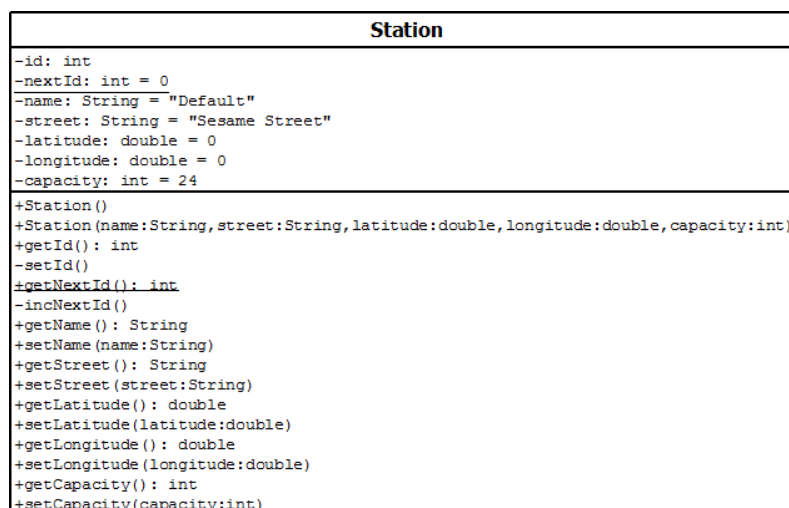 Station
-id: int
-nextId: int = 0
-name: String = "Default"
-street: String = "Sesame Street"
-latitude: double = 0
-longitude: double = 0
-capacity: int = 24
+Station()
+Station(name:String,street:String,latitude:double,longitude:double,capacity:int)
+getId(): int
-setId()
+getNextId(): int
-incNextId()
+getName(): String
+setName(name:String)
+getStreet(): String
+setStreet(street:String)
+getLatitude(): double
+setLatitude(latitude:double)
+getLongitude(): double
+setLongitude(longitude:double)
+getCapacity(): int
+setCapacity(capacity:int)